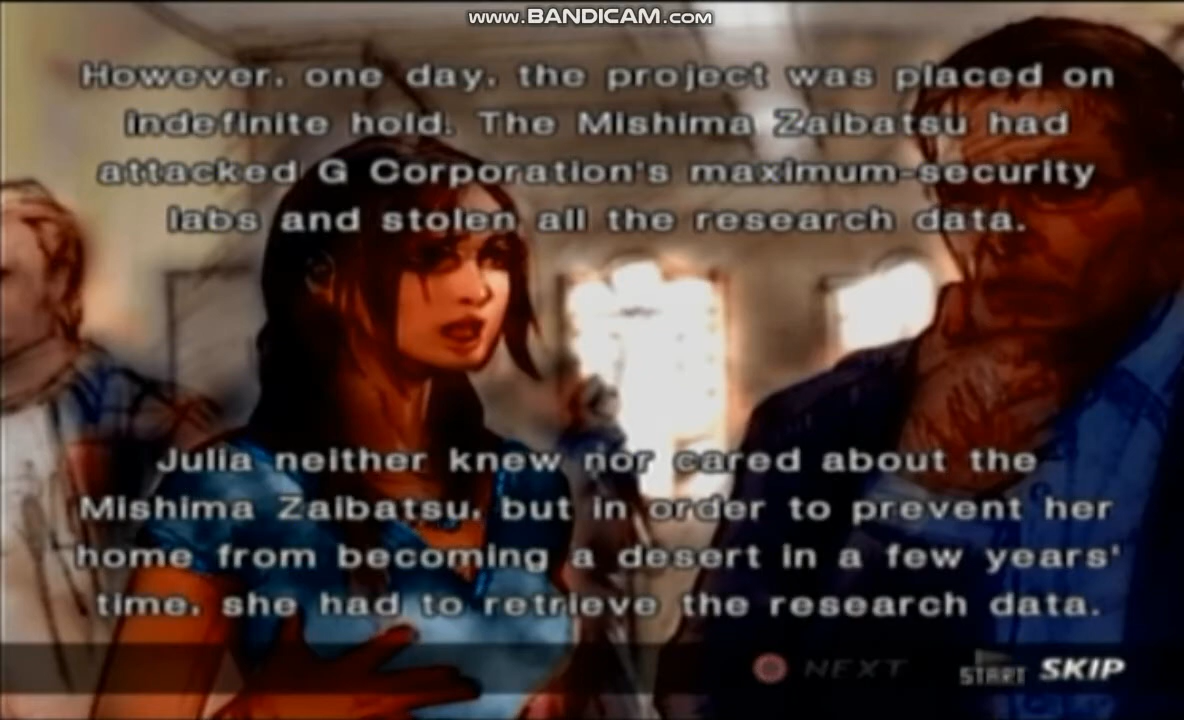 www.BANDICAM.com
However, one day, the project was placed on
indefinite hold. The Mishima Zaibatsu had
attacked G Corporation's maximum-security
labs and stolen all the research data.
Julia neither knew nor cared about the
Mishima Zaibatsu, but in order to prevent her
home from becoming a desert in a few years'
time, she had to retrieve the research data.
NEXT START SKIP